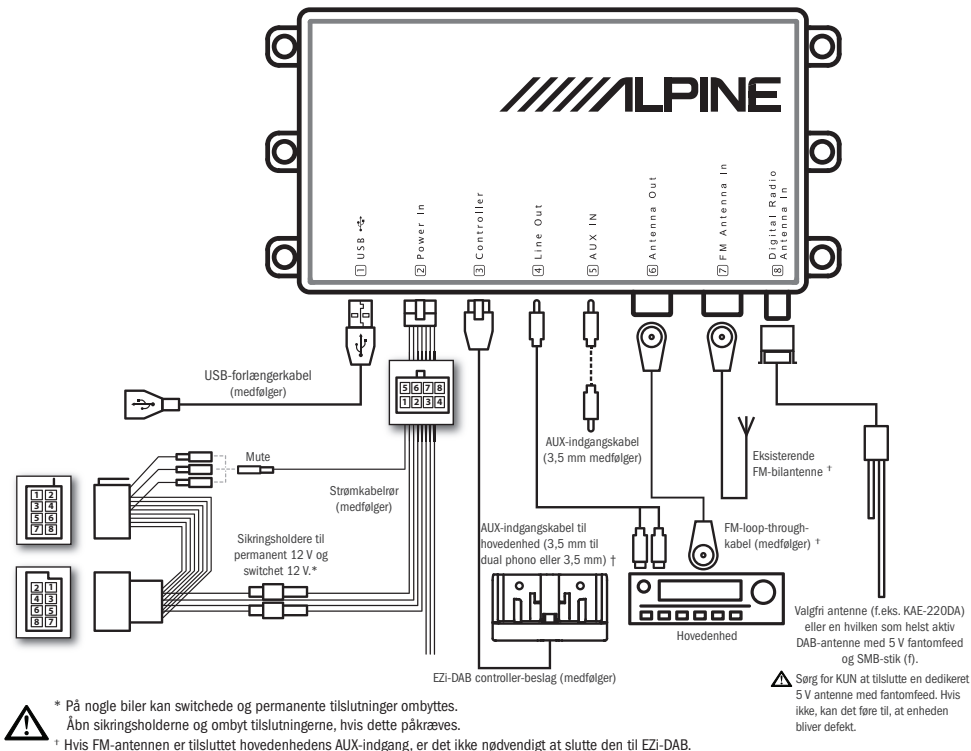 ALPINE
1 USB
2 Power In
3 Controller
4 Line Out
5 AUX IN
6 Antenna Out
7 FM Antenna In
8 Digital Radio
Antenna In
USB-forlængerkabel
(medfølger)
5 6 7 8
1 2 3 4
AUX-indgangskabel
(3,5 mm medfølger)
Eksisterende
FM-bilantenne †
Mute
Strømkabelrør
(medfølger)
1 2
3 4
5 6
7 8
Sikringsholdere til
permanent 12 V og
switchet 12 V.*
AUX-indgangskabel til
hovedenhed (3,5 mm til
dual phono eller 3,5 mm) †
FM-loop-through-
kabel (medfølger) †
2 1
4 3
6 5
8 7
Hovedenhed
Valgfri antenne (f.eks. KAE-220DA)
eller en hvilken som helst aktiv
DAB-antenne med 5 V fantomfeed
og SMB-stik (f).
EZi-DAB controller-beslag (medfølger)
Sørg for KUN at tilslutte en dedikeret
5 V antenne med fantomfeed. Hvis
ikke, kan det føre til, at enheden
bliver defekt.
* På nogle biler kan switchede og permanente tilslutninger ombyttes.
Åbn sikringsholderne og ombyt tilslutningerne, hvis dette påkræves.
† Hvis FM-antennen er tilsluttet hovedenhedens AUX-indgang, er det ikke nødvendigt at slutte den til EZi-DAB.